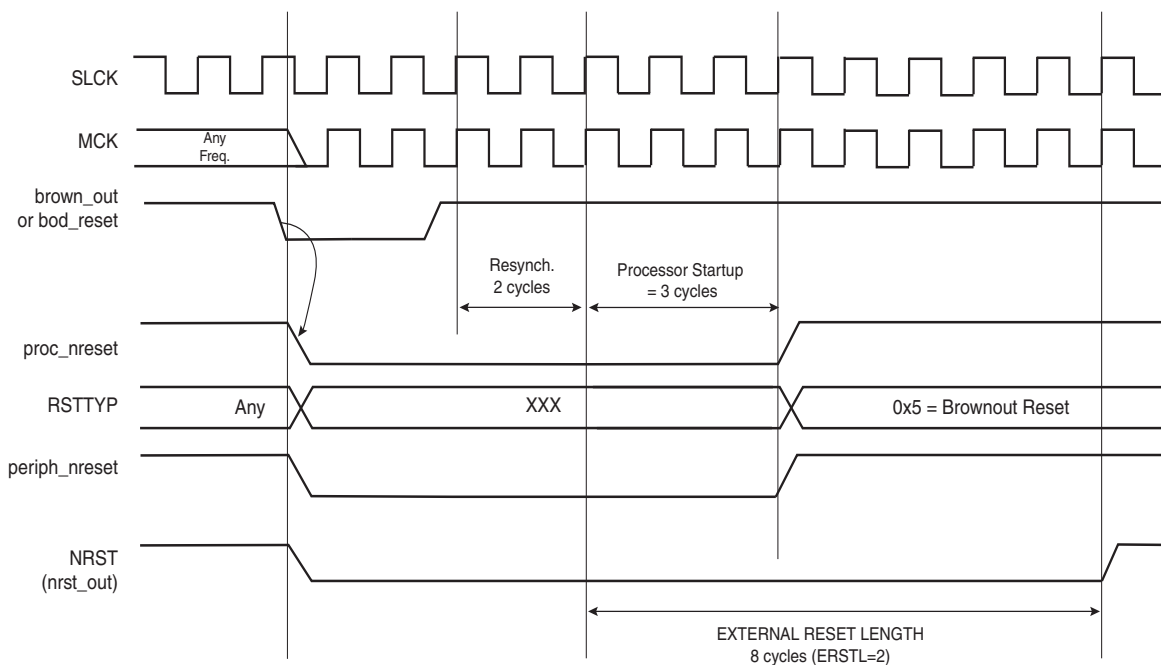 SLCK
MCK
Any
Freq.
brown_out
or bod_reset
Resynch.
2 cycles
Processor Startup
= 3 cycles
proc_nreset
RSTTYP
Any
XXX
0x5 = Brownout Reset
periph_nreset
NRST
(nrst_out)
EXTERNAL RESET LENGTH
8 cycles (ERSTL=2)